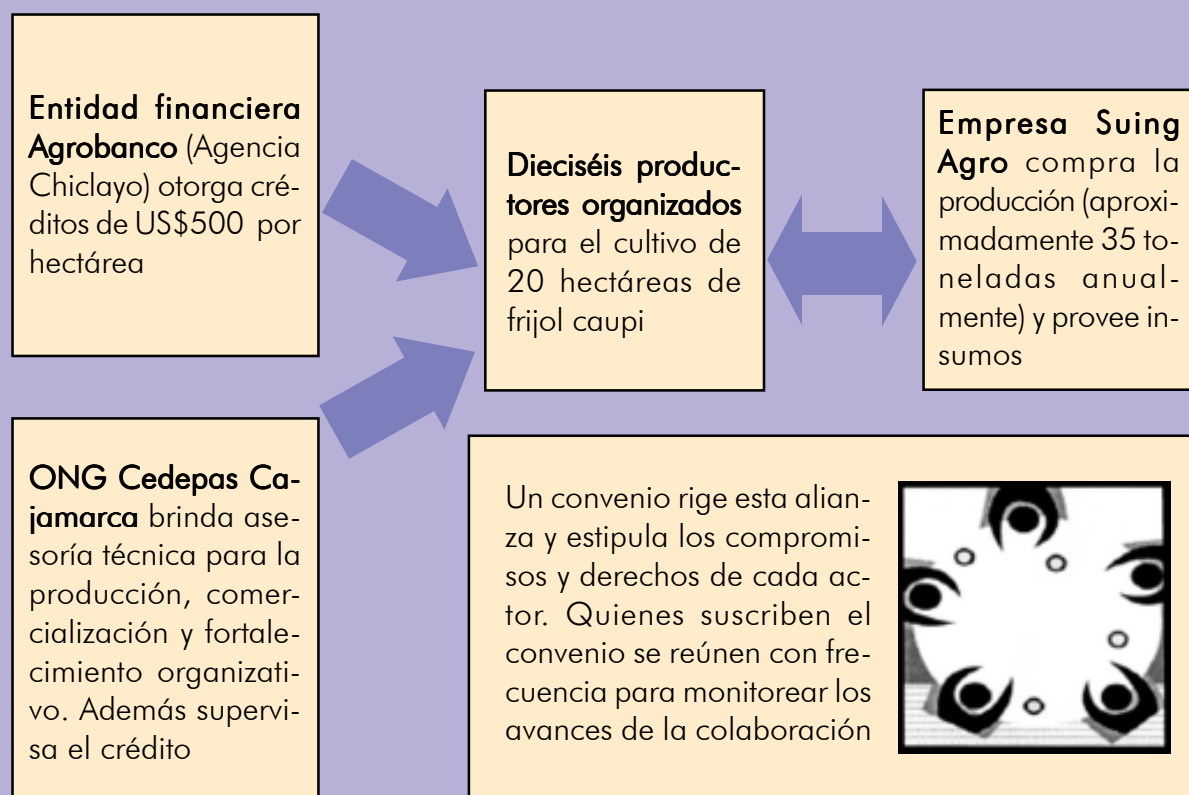 Entidad financiera
Agrobanco (Agencia
Chiclayo) otorga cré-
ditos de US$500 por
hectárea
Dieciséis produc-
tores organizados
para el cultivo de
20 hectáreas de
frijol caupi
Empresa Suing
Agro compra la
producción (aproxi-
madamente 35 to-
neladas anual-
mente) y provee in-
sumos
ONG Cedepas Ca-
jamarca brinda ase-
soría técnica para la
producción, comer-
cialización y fortale-
cimiento organizati-
vo. Además supervi-
sa el crédito
Un convenio rige esta alian-
za y estipula los compromi-
sos y derechos de cada ac-
tor. Quienes suscriben el
convenio se reúnen con fre-
cuencia para monitorear los
avances de la colaboración